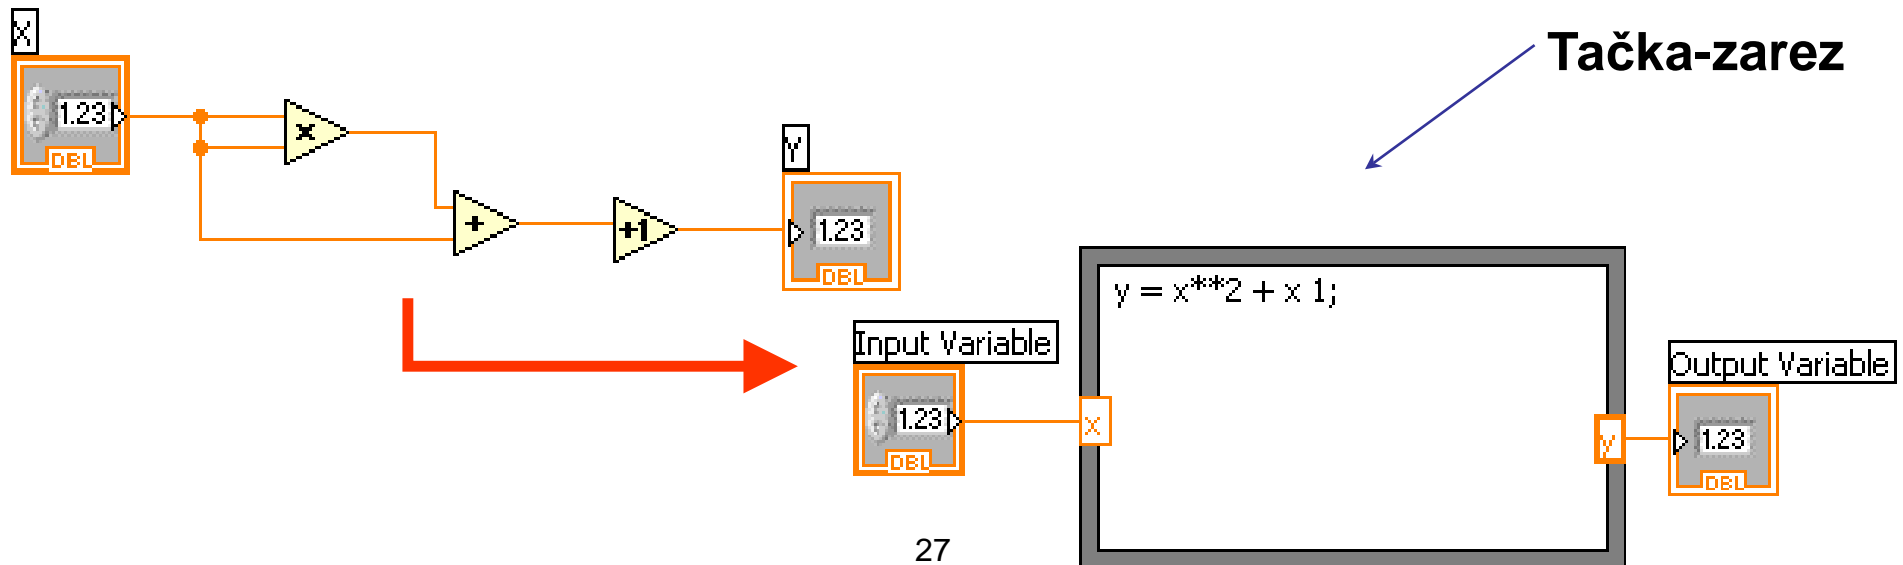 X
1.23
DBL
×
+
+1
Y
1.23
DBL
Tačka-zarez
y = x**2 + x 1;
Input Variable
1.23
DBL
x
y
Output Variable
1.23
DBL
27